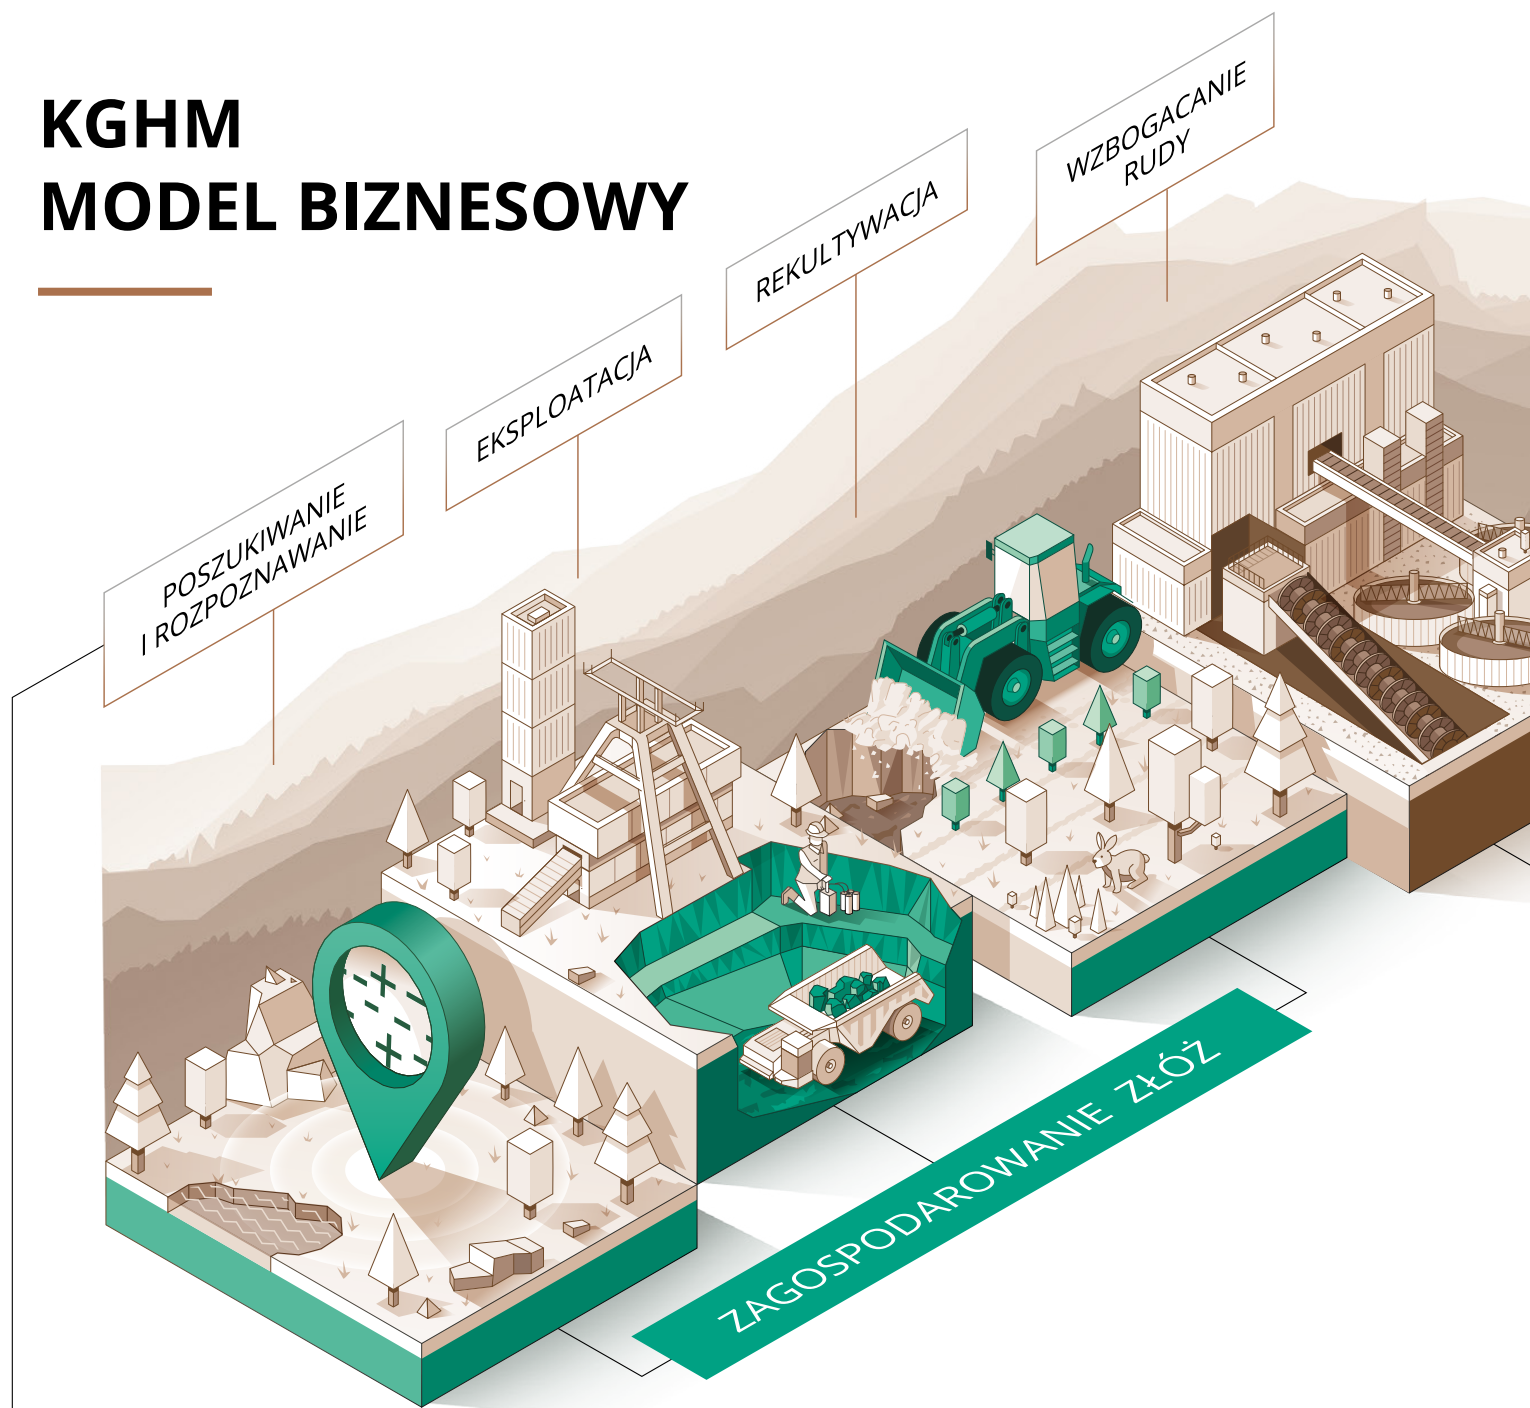 KGHM
MODEL BIZNESOWY
POSZUKIWANIE
I ROZPOZNAWANIE
EKSPLOATACJA
REKULTYWACJA
WZBOGACANIE
RUDY
ZAGOSPODAROWANIE ZŁÓŻ